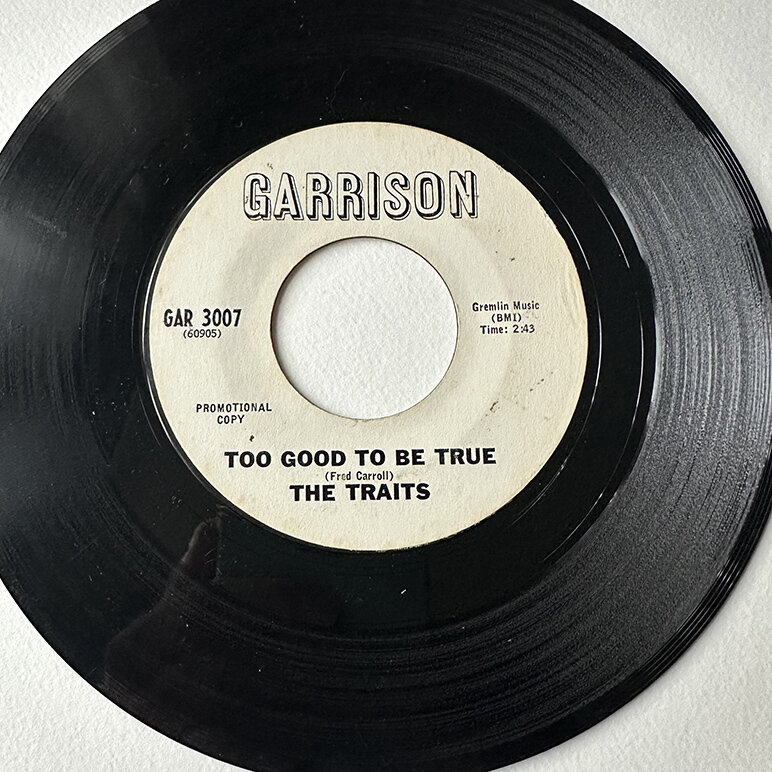 GARRISON
GAR 3007
(60905)
Gremlin Music
(BMI)
Time: 2:43
PROMOTIONAL
COPY
TOO GOOD TO BE TRUE
(Fred Carroll)
THE TRAITS